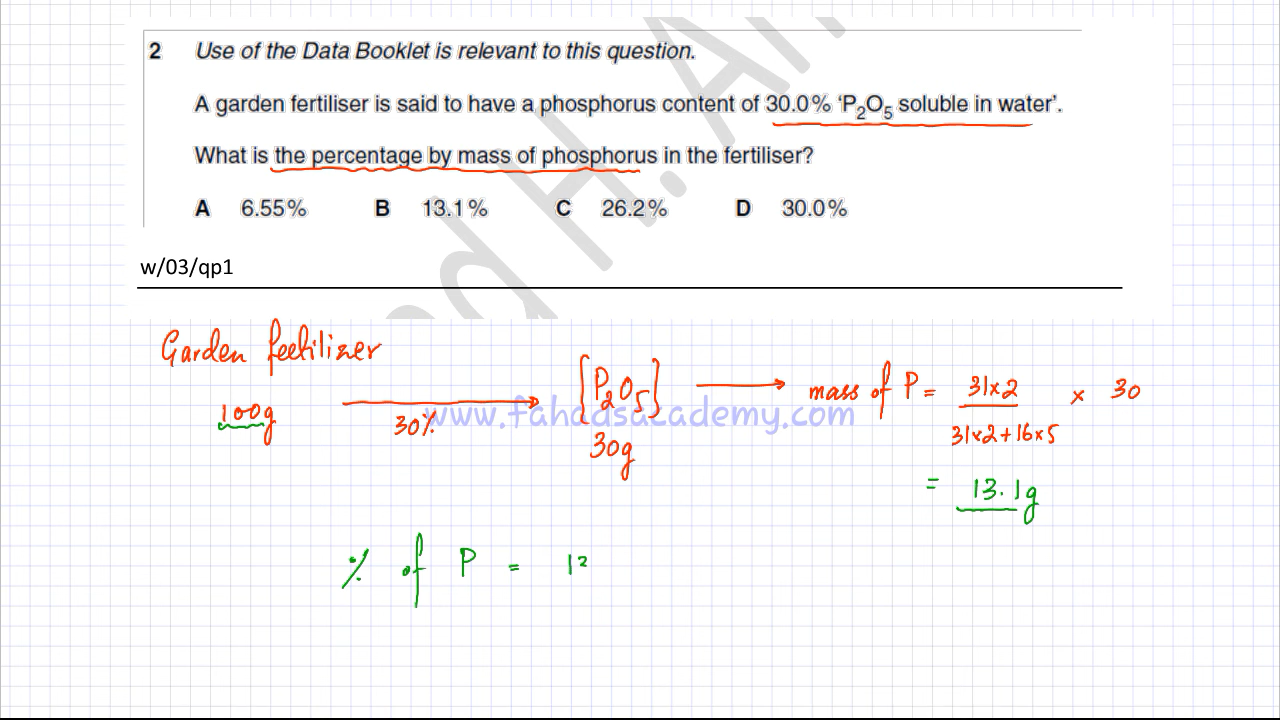 2 Use of the Data Booklet is relevant to this question.
A garden fertiliser is said to have a phosphorus content of 30.0% ‘P₂O₅ soluble in water’.
What is the percentage by mass of phosphorus in the fertiliser?
A 6.55% B 13.1% C 26.2% D 30.0%
w/03/qp1
Garden feetilizer
100g 30% [P₂O₅] 30g
mass of P = 31x2 / 31x2+16x5 x 30
= 13.1g
www.fahadsacademy.com
% of P = 12